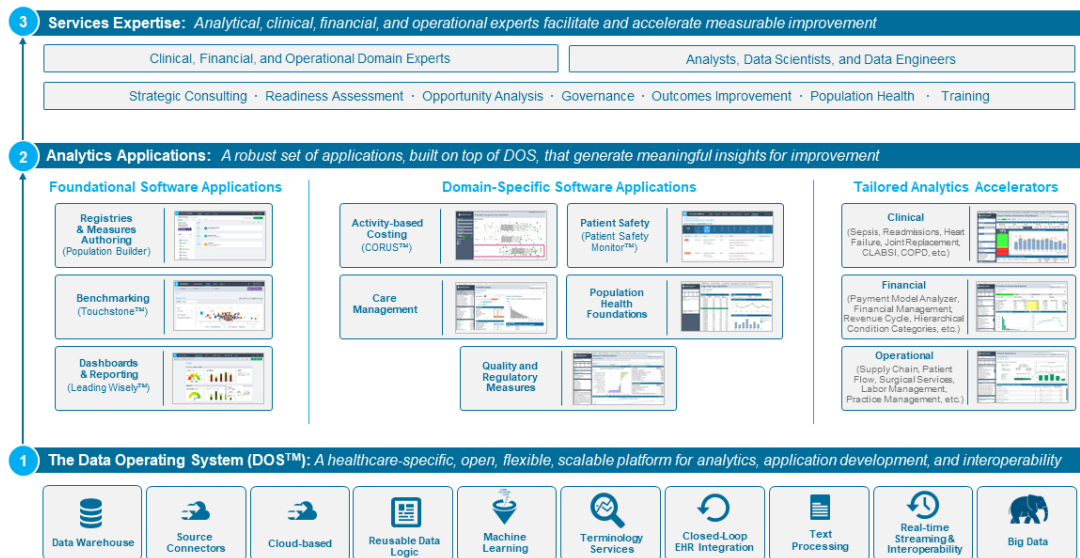 3 Services Expertise: Analytical, clinical, financial, and operational experts facilitate and accelerate measurable improvement
Clinical, Financial, and Operational Domain Experts
Analysts, Data Scientists, and Data Engineers
Strategic Consulting · Readiness Assessment · Opportunity Analysis · Governance · Outcomes Improvement · Population Health · Training
2 Analytics Applications: A robust set of applications, built on top of DOS, that generate meaningful insights for improvement
Foundational Software Applications
Registries
& Measures
Authoring
(Population Builder)
Benchmarking
(Touchstone™)
Dashboards
& Reporting
(Leading Wisely™)
Domain-Specific Software Applications
Activity-based
Costing
(CORUS™)
Patient Safety
(Patient Safety
Monitor™)
Care
Management
Population
Health
Foundations
Quality and
Regulatory
Measures
Tailored Analytics Accelerators
Clinical
(Sepsis, Readmissions, Heart
Failure, Joint Replacement,
CLABSI, COPD, etc.)
Financial
(Payment Model Analyzer,
Financial Management,
Revenue Cycle, Hierarchical
Condition Categories, etc.)
Operational
(Supply Chain, Patient
Flow, Surgical Services,
Labor Management,
Practice Management, etc.)
1 The Data Operating System (DOS™): A healthcare-specific, open, flexible, scalable platform for analytics, application development, and interoperability
Data Warehouse
Source
Connectors
Cloud-based
Reusable Data
Logic
Machine
Learning
Terminology
Services
Closed-Loop
EHR Integration
Text
Processing
Real-time
Streaming &
Interoperability
Big Data